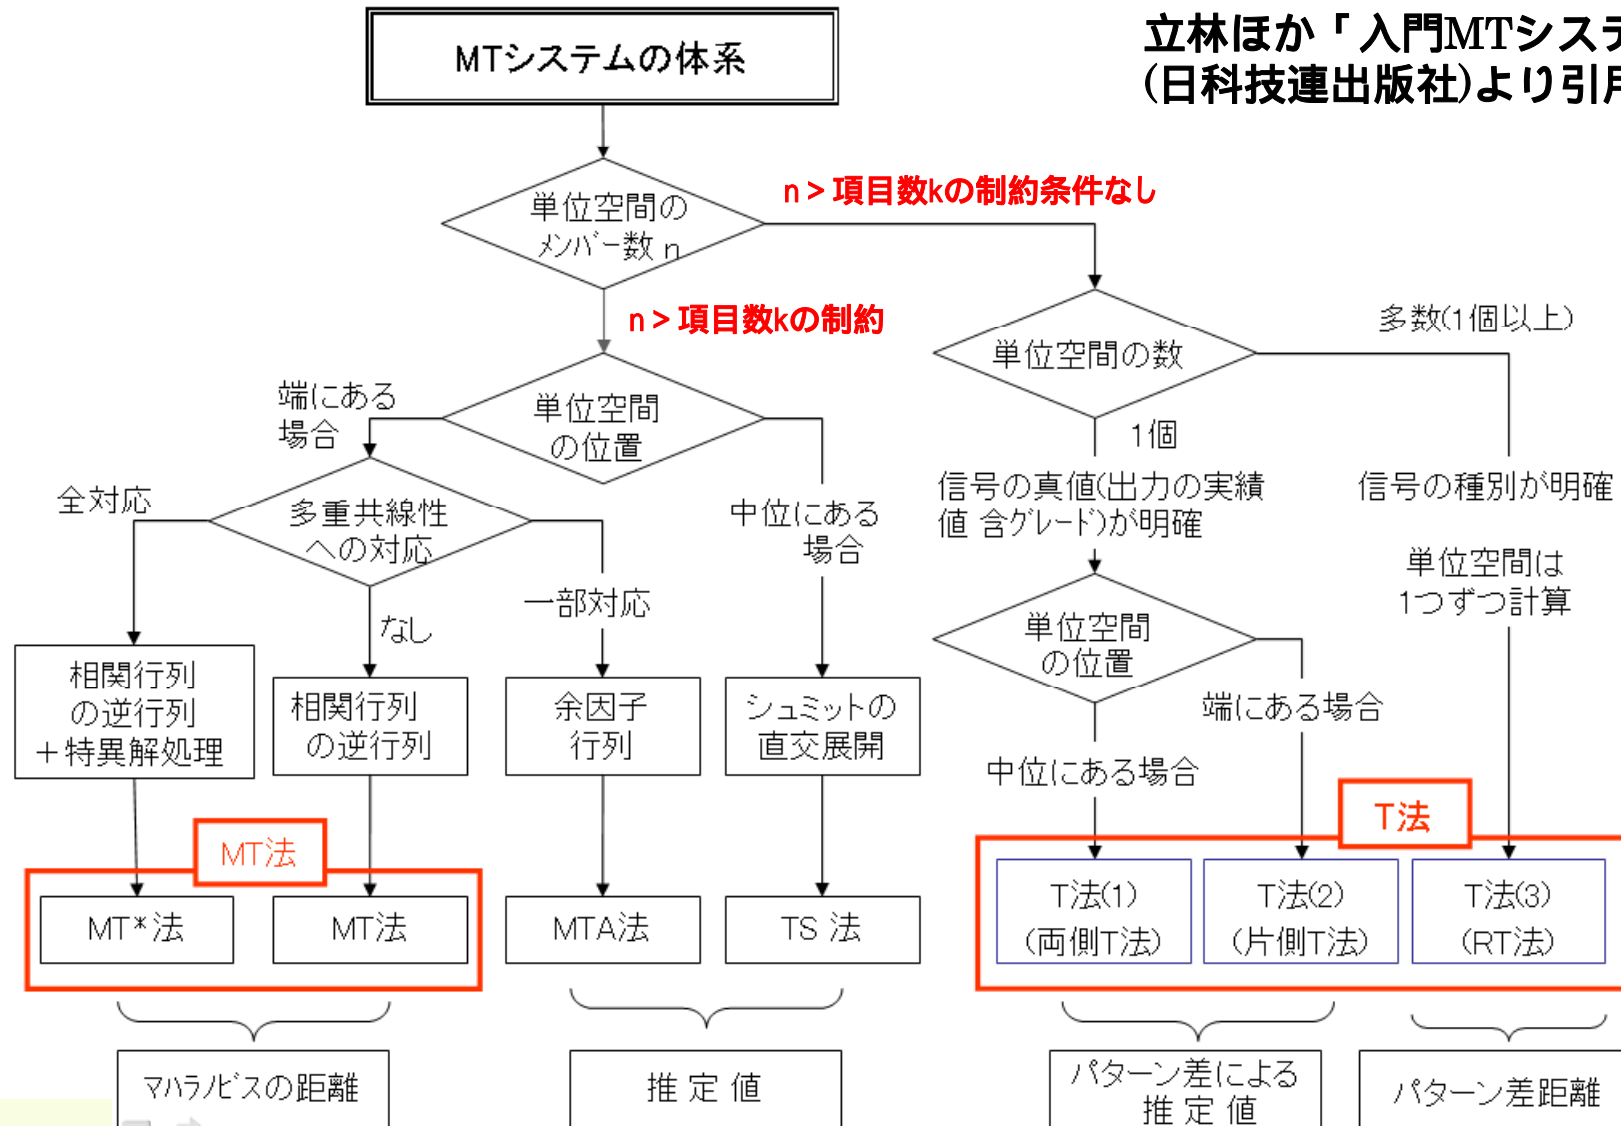 MTシステムの体系
立林ほか「入門MTシステ
(日科技連出版社)より引用
単位空間の
メンバー数 n
n>項目数kの制約条件なし
n>項目数kの制約
単位空間の数
多数(1個以上)
端にある
場合
単位空間
の位置
1個
全対応
多重共線性
への対応
中位にある
場合
信号の真値(出力の実績
値 含グレード)が明確
信号の種別が明確
一部対応
なし
単位空間
の位置
単位空間は
1つずつ計算
相関行列
の逆行列
+特異解処理
相関行列
の逆行列
余因子
行列
シュミットの
直交展開
端にある場合
中位にある場合
MT法
T法
MT*法
MT法
MTA法
TS 法
T法(1)
(両側T法)
T法(2)
(片側T法)
T法(3)
(RT法)
マハラノビスの距離
推 定 値
パターン差による
推 定 値
パターン差距離